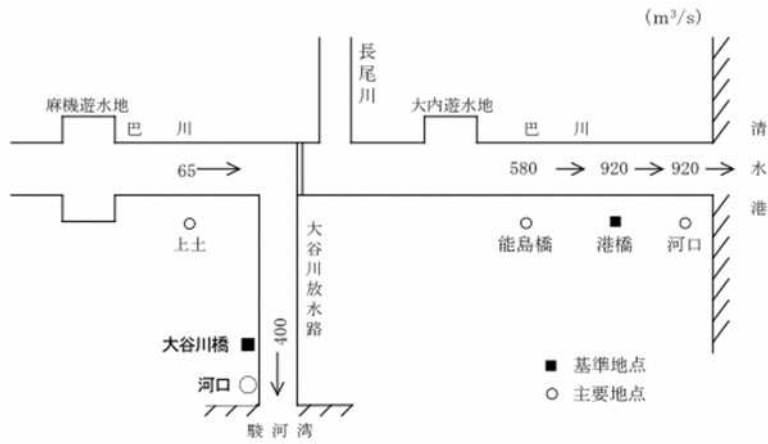 (m³/s)
長尾川
麻機遊水地
巴川
大内遊水地
巴川
清水港
65
580
920
920
上土
能島橋
港橋
河口
大谷川放水路
400
大谷川橋
河口
■ 基準地点
○ 主要地点
駿河湾